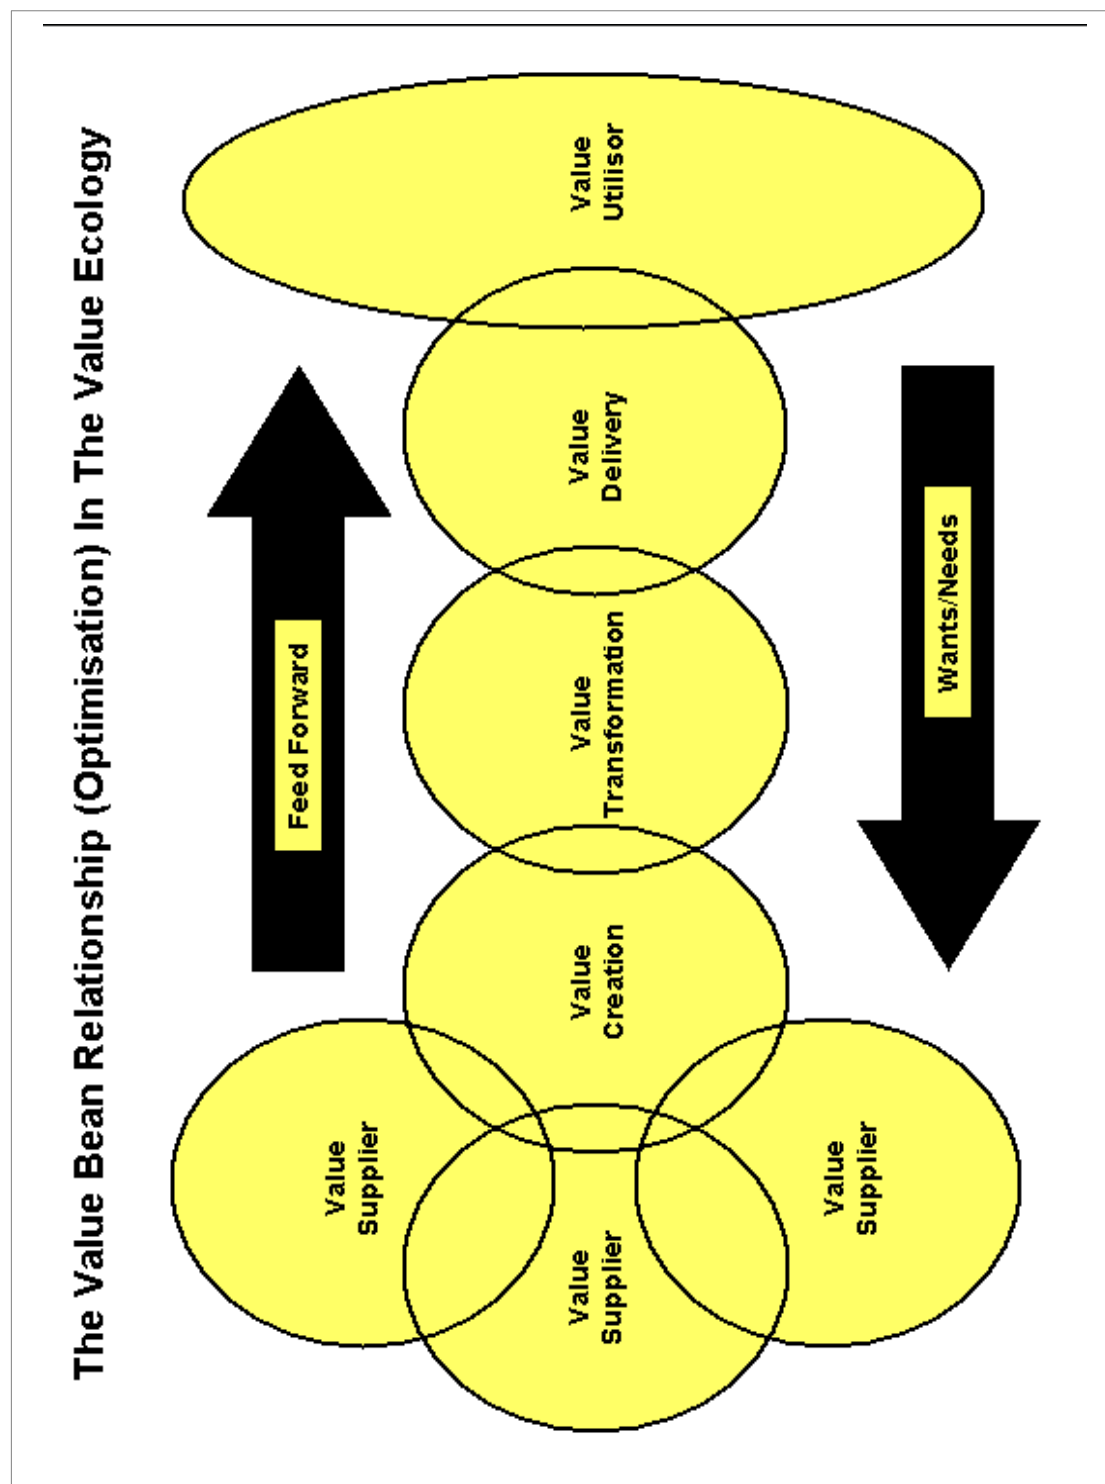 The Value Bean Relationship (Optimisation) In The Value Ecology
Feed Forward
Value
Supplier
Value
Supplier
Value
Creation
Value
Transformation
Value
Delivery
Value
Utilisor
Value
Supplier
Wants/Needs